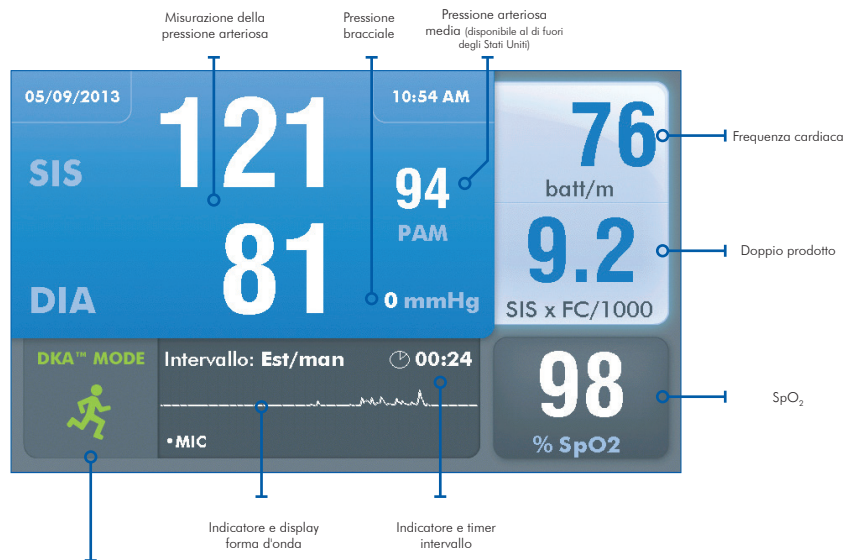 Misurazione della
pressione arteriosa
Pressione
bracciale
Pressione arteriosa
media (disponibile al di fuori
degli Stati Uniti)
05/09/2013
10:54 AM
SIS
121
94
PAM
DIA
81
0 mmHg
76
batt/m
9.2
SIS x FC/1000
Frequenza cardiaca
Doppio prodotto
DKA™ MODE
Intervallo: Est/man
00:24
•MIC
98
% SpO2
SpO₂
Indicatore e display
forma d'onda
Indicatore e timer
intervallo